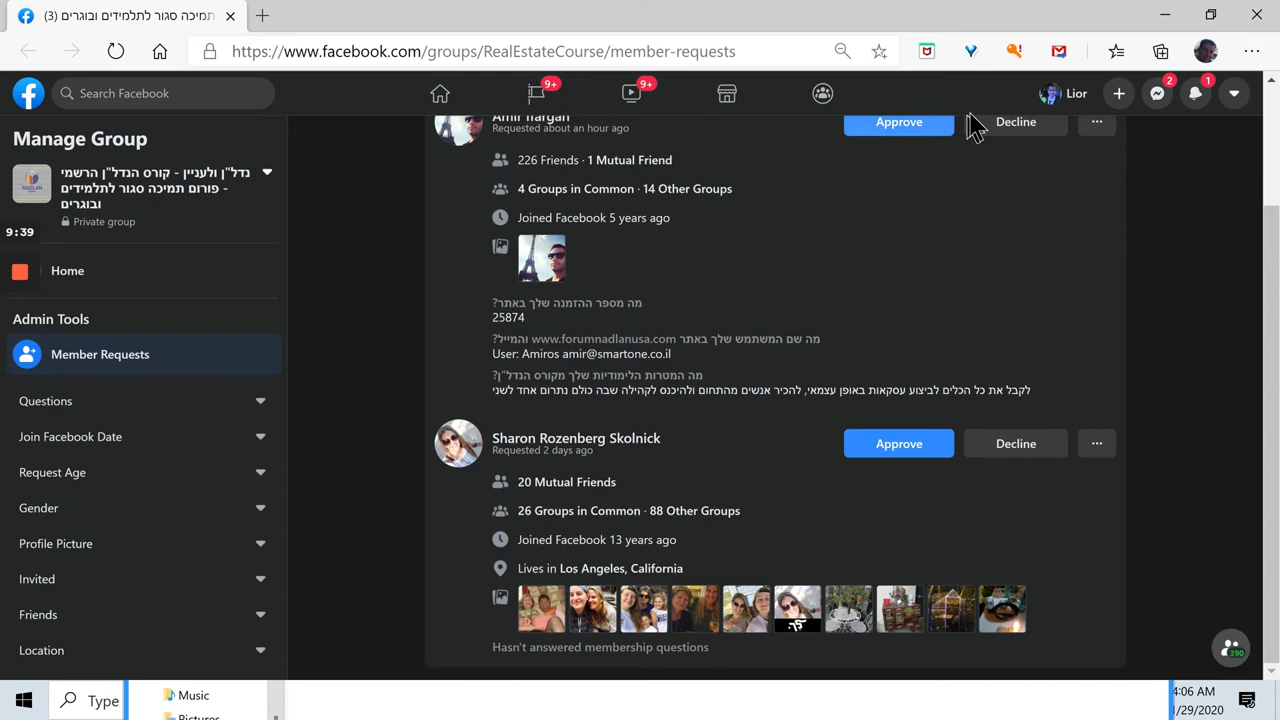 (3) תמיכה סגור לתלמידים ובוגרים
https://www.facebook.com/groups/RealEstateCourse/member-requests
Search Facebook
9+
9+
Lior
2
1
Manage Group
נדל"ן ולעניין - קורס הנדל"ן הרשמי
- פורום תמיכה סגור לתלמידים
ובוגרים
Private group
9:39
Home
Admin Tools
Member Requests
Questions
Join Facebook Date
Request Age
Gender
Profile Picture
Invited
Friends
Location
Requested about an hour ago
Approve
Decline
226 Friends · 1 Mutual Friend
4 Groups in Common · 14 Other Groups
Joined Facebook 5 years ago
מה מספר ההזמנה שלך באתר?
25874
מה שם המשתמש שלך באתר www.forumnadlanusa.com והמייל?
User: Amiros amir@smartone.co.il
מה המטרות הלימודיות שלך מקורס הנדל"ן?
לקבל את כל הכלים לביצוע עסקאות באופן עצמאי, להכיר אנשים מהתחום ולהיכנס לקהילה שבה כולם נתרום אחד לשני
Sharon Rozenberg Skolnick
Requested 2 days ago
Approve
Decline
20 Mutual Friends
26 Groups in Common · 88 Other Groups
Joined Facebook 13 years ago
Lives in Los Angeles, California
Hasn't answered membership questions
390
Type
Music
Pictures
4:06 AM
1/29/2020